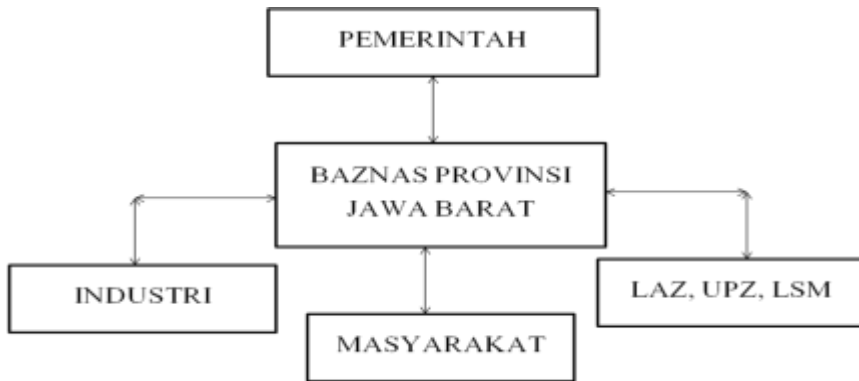 PEMERINTAH
BAZNAS PROVINSI
JAWA BARAT
INDUSTRI
LAZ, UPZ, LSM
MASYARAKAT